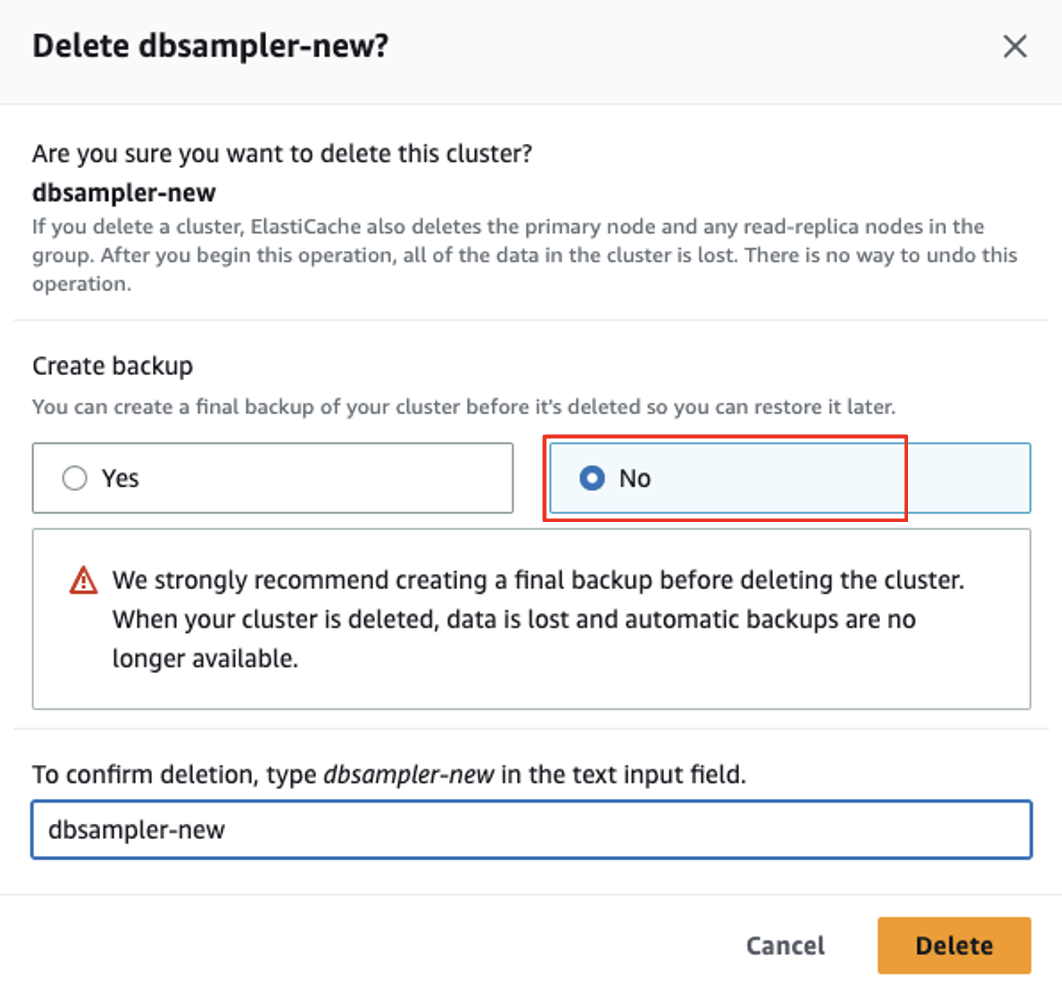 Delete dbsampler-new?
Are you sure you want to delete this cluster?
dbsampler-new
If you delete a cluster, ElastiCache also deletes the primary node and any read-replica nodes in the
group. After you begin this operation, all of the data in the cluster is lost. There is no way to undo this
operation.
Create backup
You can create a final backup of your cluster before it's deleted so you can restore it later.
Yes
No
We strongly recommend creating a final backup before deleting the cluster.
When your cluster is deleted, data is lost and automatic backups are no
longer available.
To confirm deletion, type dbsampler-new in the text input field.
dbsampler-new
Cancel
Delete